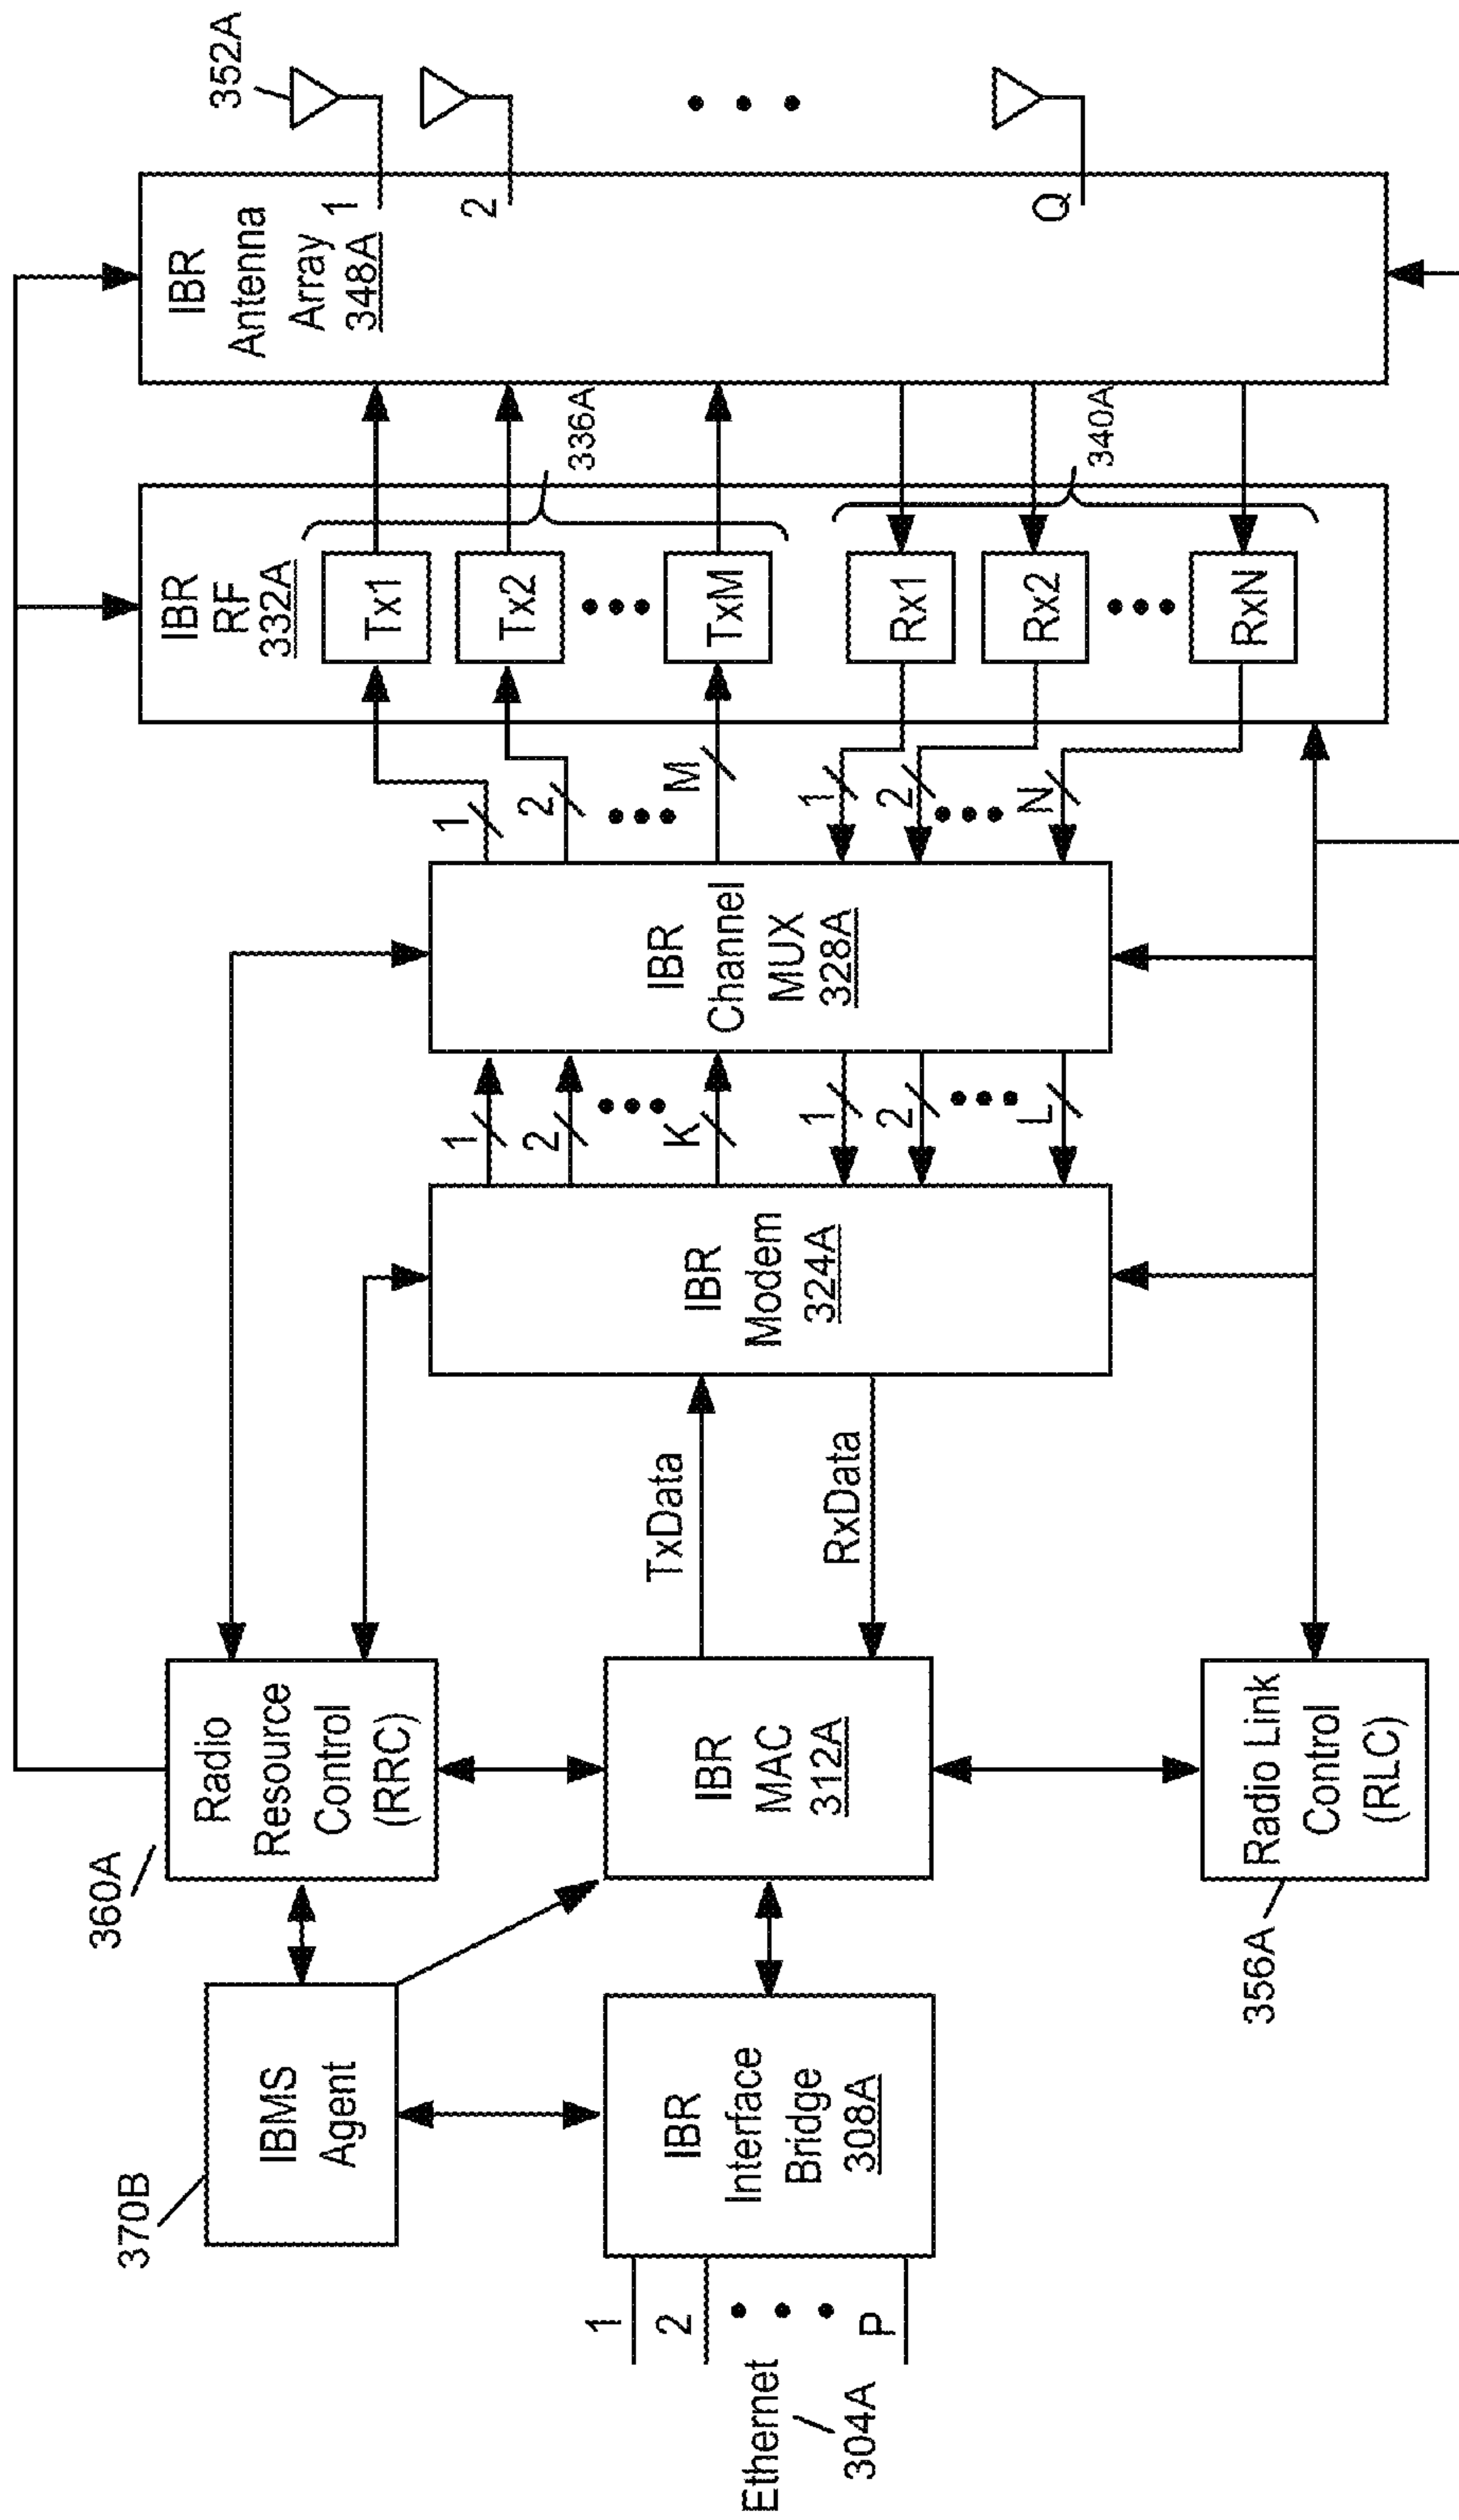 370B
IBMS
Agent
360A
Radio
Resource
Control
(RRC)
Ethernet
304A
1
2
P
IBR
Interface
Bridge
308A
IBR
MAC
312A
356A
Radio Link
Control
(RLC)
TxData
RxData
IBR
Modem
324A
1
2
K
1
2
L
IBR
Channel
MUX
328A
1
2
M
1
2
N
IBR
RF
332A
Tx1
Tx2
TxM
Rx1
Rx2
RxN
336A
340A
IBR
Antenna
Array
348A
1
2
Q
352A